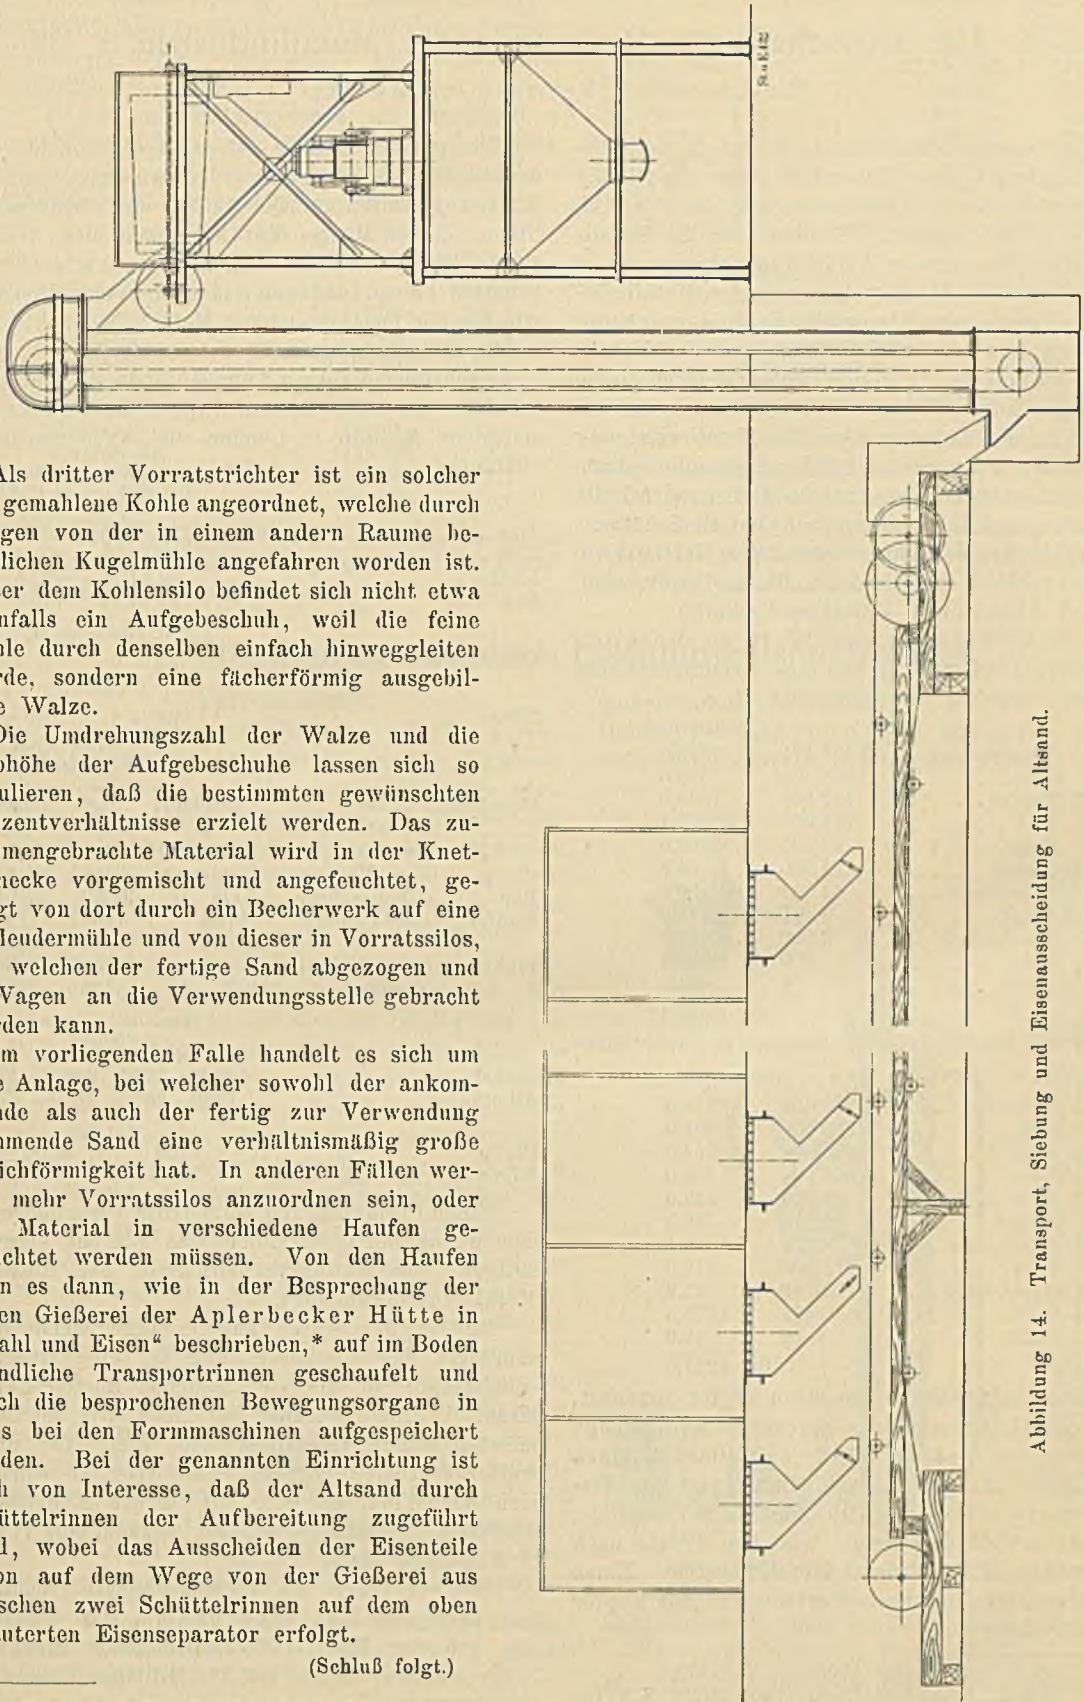 Als dritter Vorratstrichter ist ein solcher
gemahlene Kohle angeordnet, welche durch
gen von der in einem andern Raume be-
lichen Kugelmühle angefahren worden ist.
er dem Kohlensilo befindet sich nicht etwa
nfalls ein Aufgebeschuh, weil die feine
le durch denselben einfach hinweggleiten
rde, sondern eine fächerförmig ausgebil-
e Walze.
Die Umdrehungszahl der Walze und die
bhöhe der Aufgebeschuhe lassen sich so
ulieren, daß die bestimmten gewünschten
zentverhältnisse erzielt werden. Das zu-
mengebrachte Material wird in der Knet-
necke vorgemischt und angefeuchtet, ge-
gt von dort durch ein Becherwerk auf eine
leudermühle und von dieser in Vorratssilos,
welchen der fertige Sand abgezogen und
Wagen an die Verwendungsstelle gebracht
rden kann.
m vorliegenden Falle handelt es sich um
e Anlage, bei welcher sowohl der ankom-
nde als auch der fertig zur Verwendung
mmende Sand eine verhältnismäßig große
ichförmigkeit hat. In anderen Fällen wer-
mehr Vorratssilos anzuordnen sein, oder
Material in verschiedene Haufen ge-
ichtet werden müssen. Von den Haufen
n es dann, wie in der Besprechung der
en Gießerei der Aplerbecker Hütte in
ahl und Eisen“ beschrieben,* auf im Boden
ndliche Transportrinnen geschaufelt und
ch die besprochenen Bewegungsorgane in
s bei den Formmaschinen aufgespeichert
den. Bei der genannten Einrichtung ist
h von Interesse, daß der Altsand durch
üttelrinnen der Aufbereitung zugeführt
d, wobei das Ausscheiden der Eisenteile
on auf dem Wege von der Gießerei aus
schen zwei Schüttelrinnen auf dem oben
uterten Eisenseparator erfolgt.
(Schluß folgt.)
Abbildung 14. Transport, Siebung und Eisenausscheidung für Altsand.